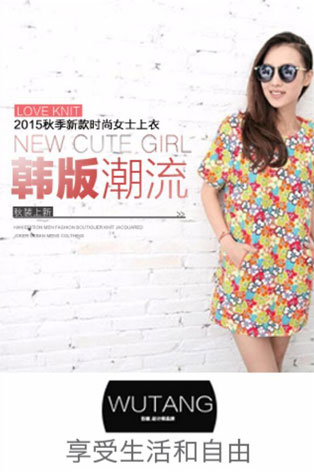 LOVE KNIT
2015秋季新款时尚女士上衣
NEW CUTE GIRL
韩版潮流
秋装上新
WUTANG
享受生活和自由